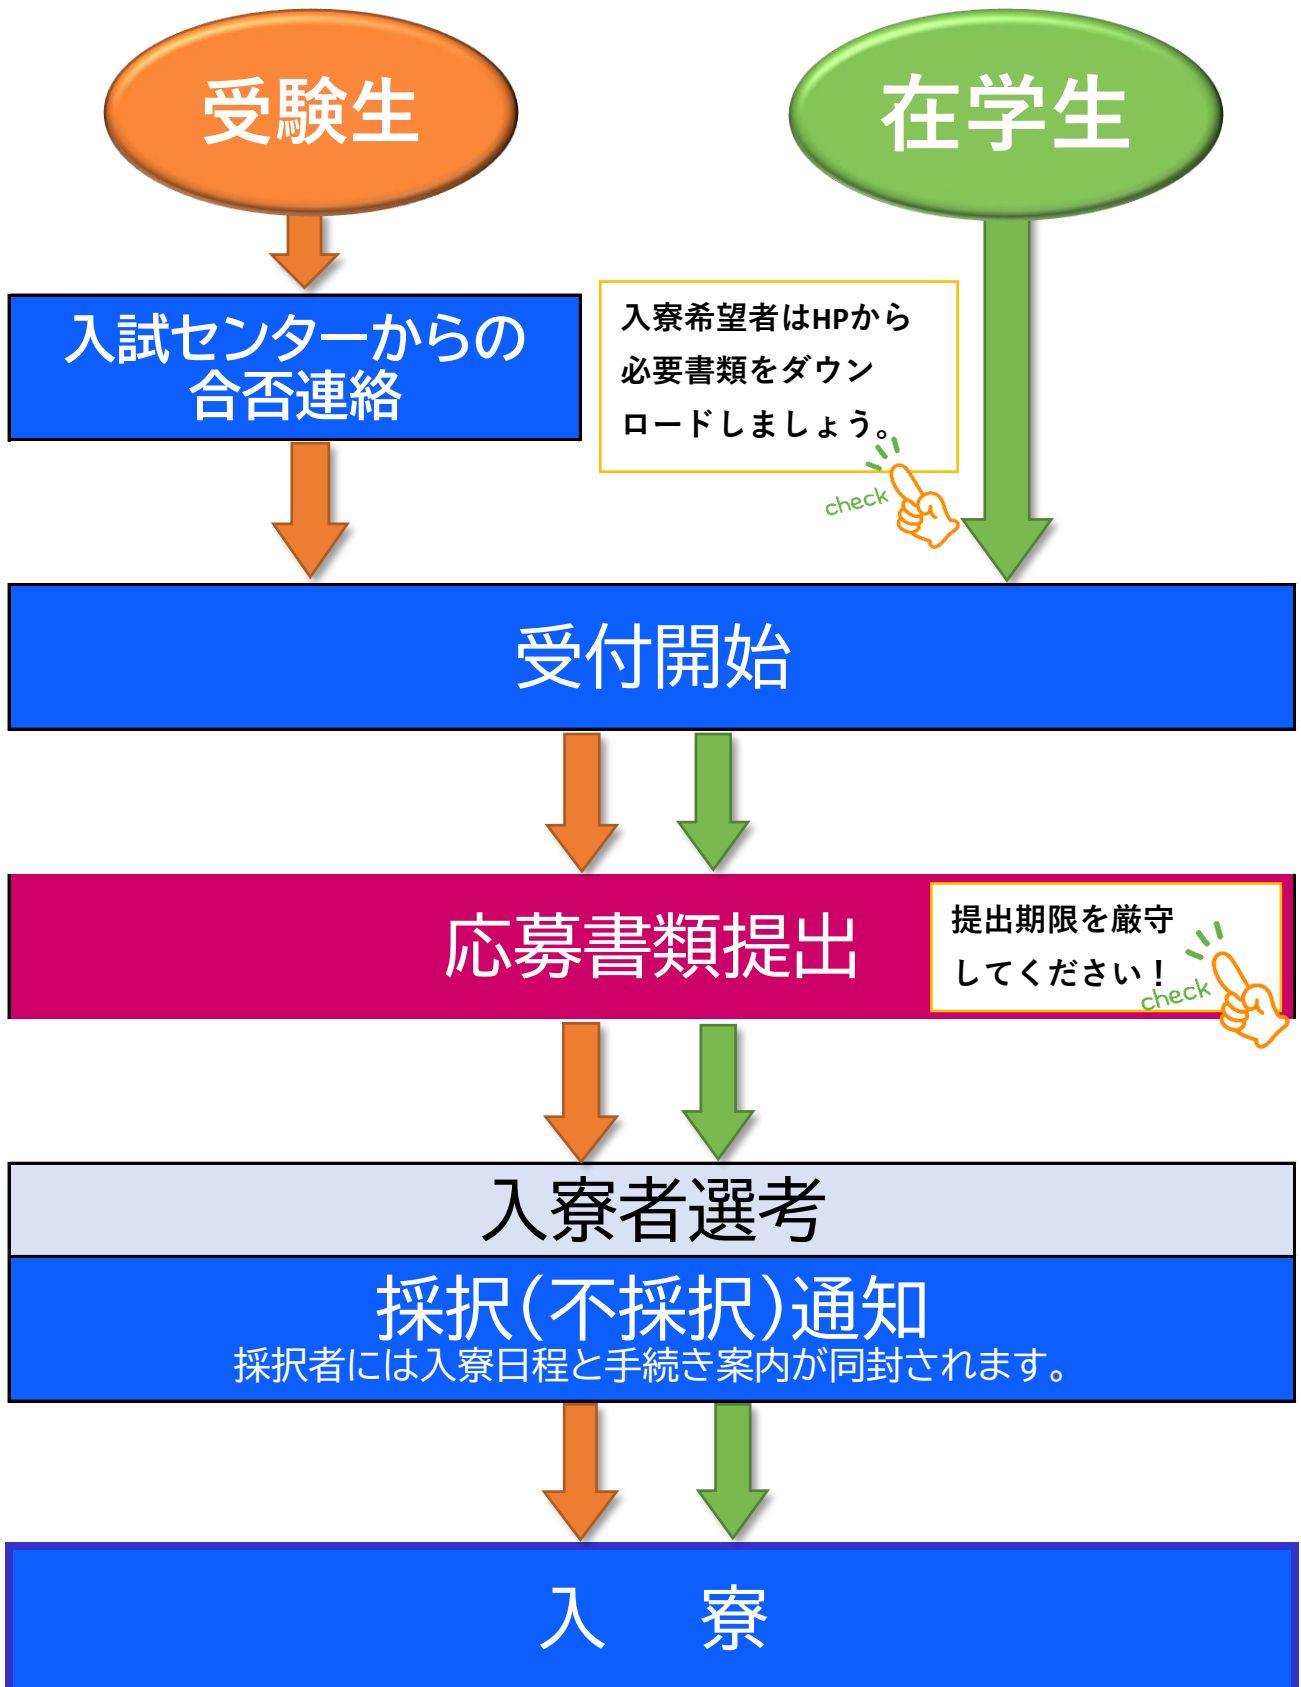 受験生
在学生
入試センターからの
合否連絡
入寮希望者はHPから
必要書類をダウン
ロードしましょう。
check
受付開始
応募書類提出
提出期限を厳守
してください！
check
入寮者選考
採択（不採択）通知
採択者には入寮日程と手続き案内が同封されます。
入　寮